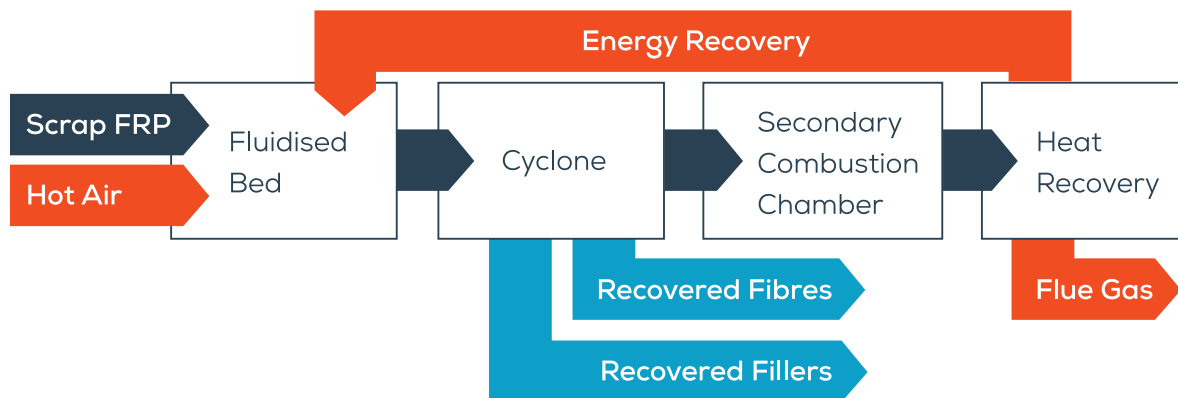 Energy Recovery
Scrap FRP
Hot Air
Fluidised
Bed
Cyclone
Secondary
Combustion
Chamber
Heat
Recovery
Recovered Fibres
Flue Gas
Recovered Fillers